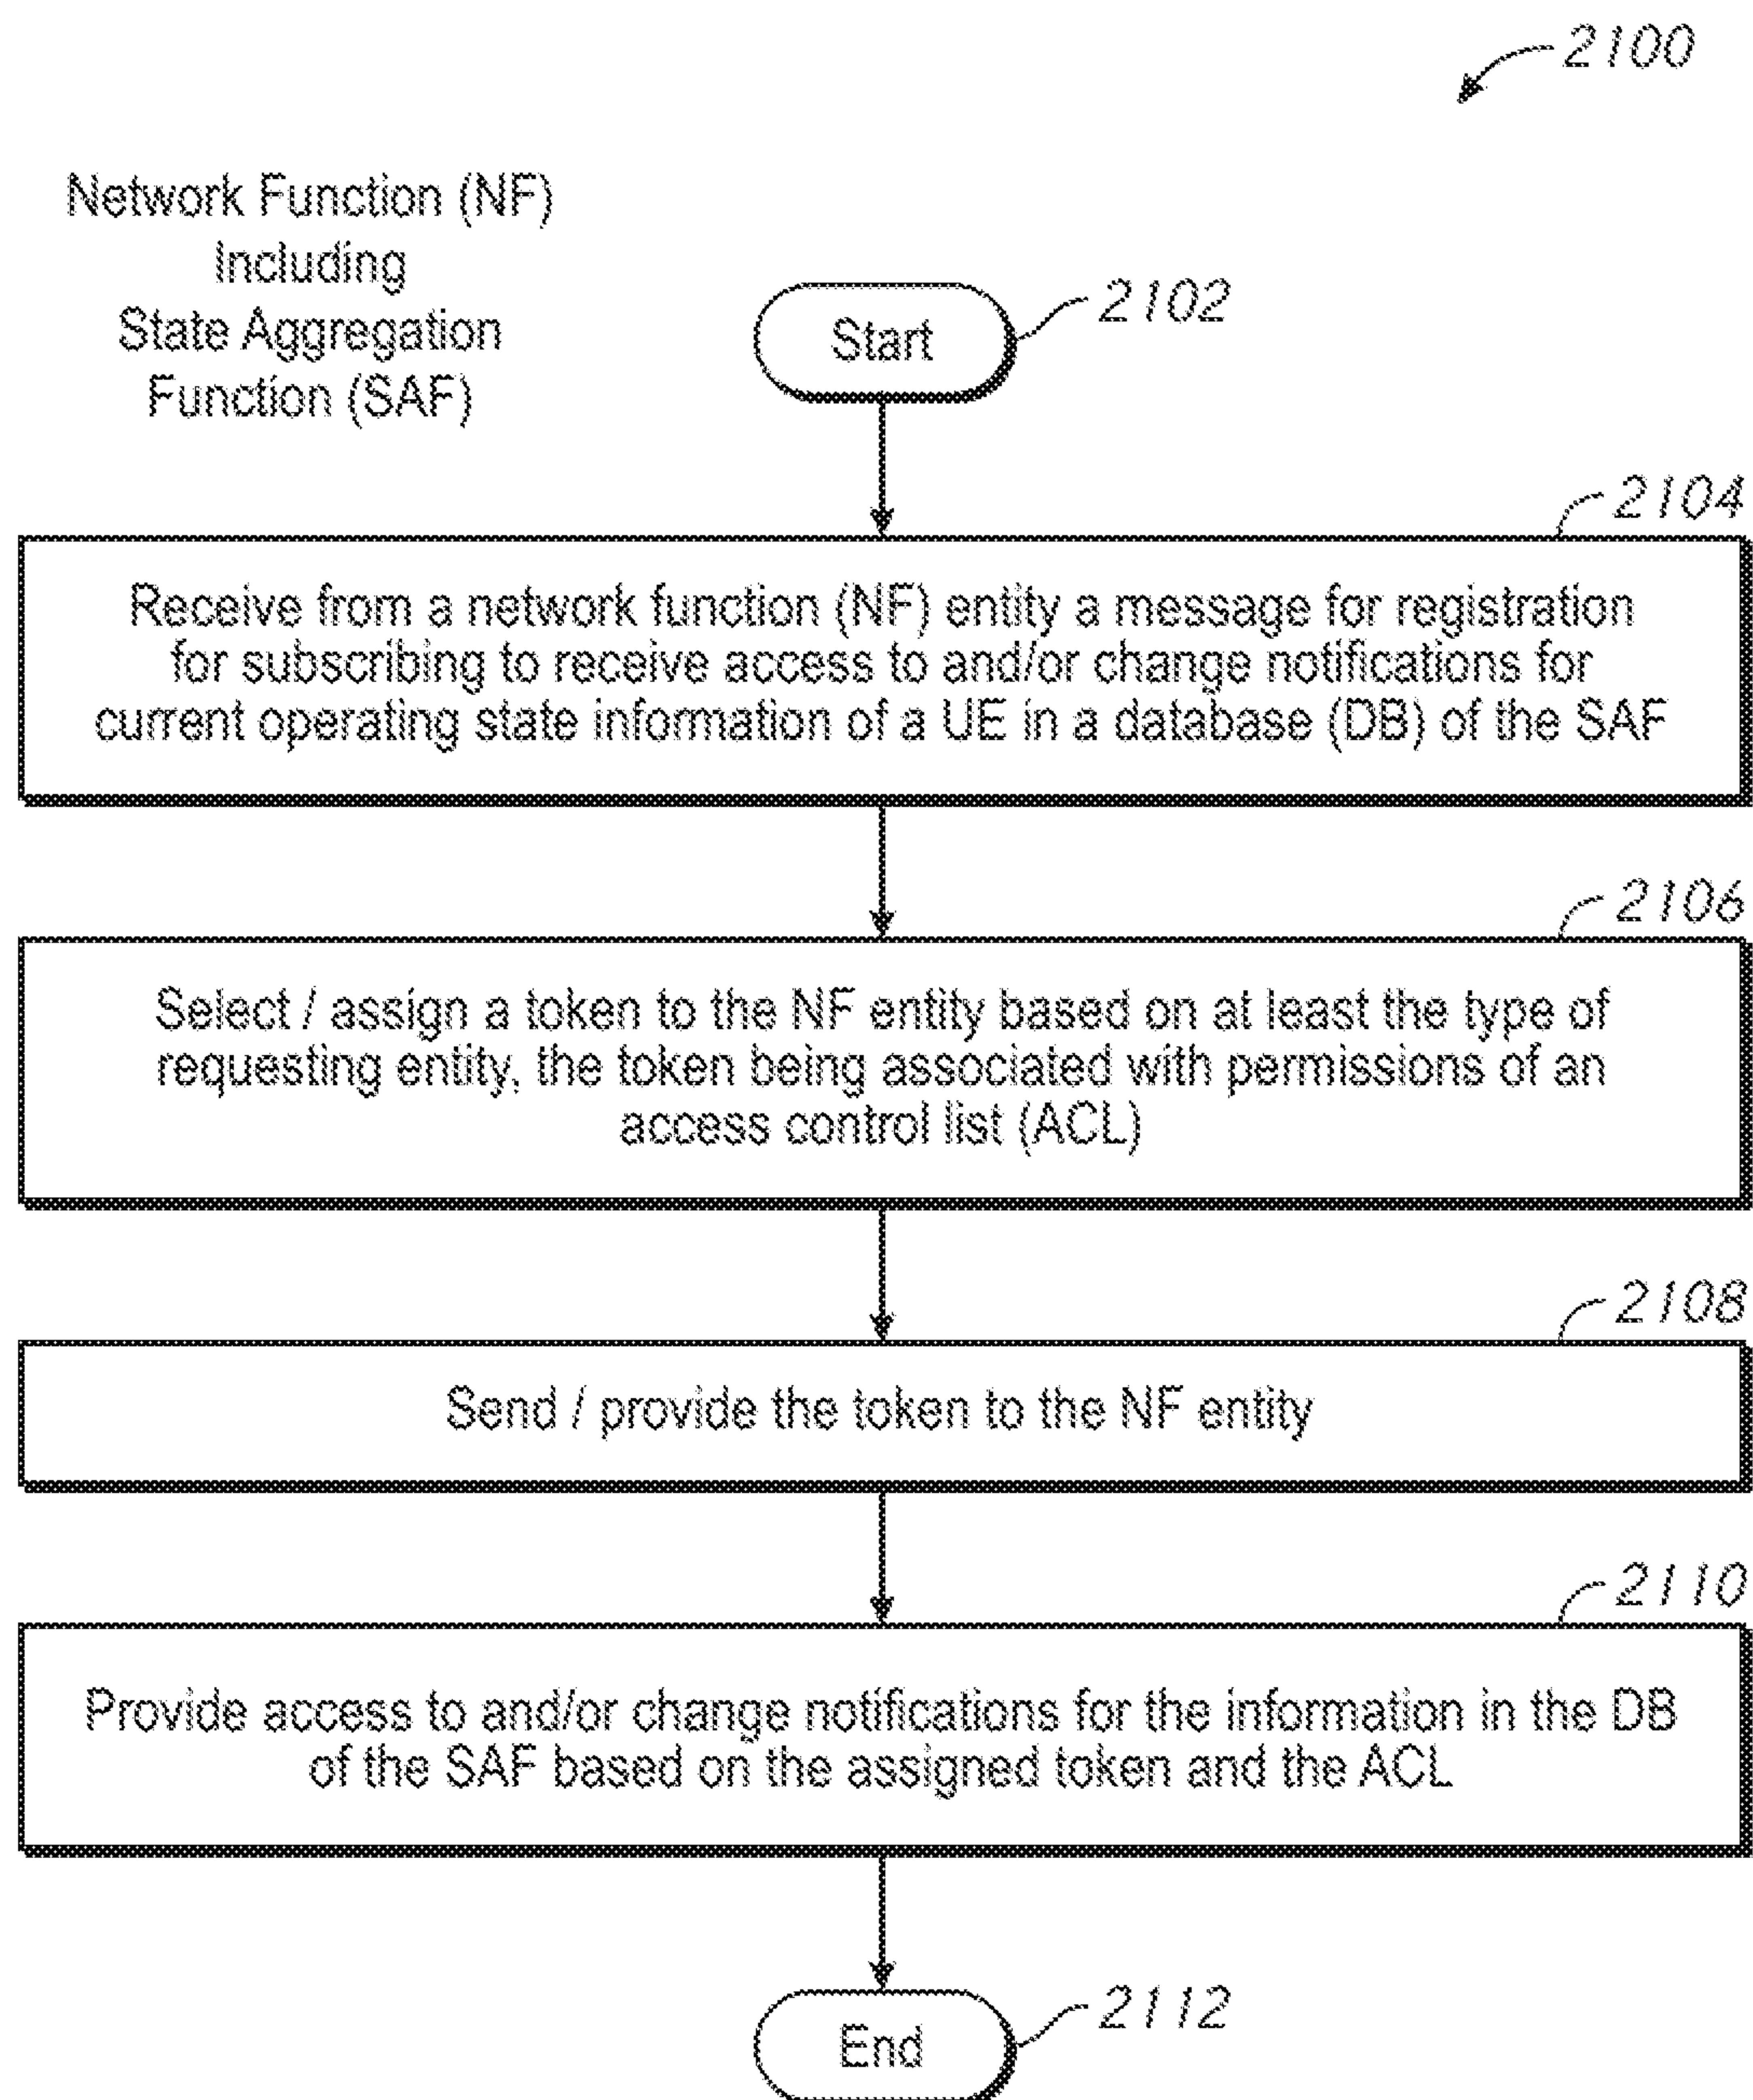 2100
Network Function (NF)
Including
State Aggregation
Function (SAF)
Start
2102
2104
Receive from a network function (NF) entity a message for registration
for subscribing to receive access to and/or change notifications for
current operating state information of a UE in a database (DB) of the SAF
2106
Select / assign a token to the NF entity based on at least the type of
requesting entity, the token being associated with permissions of an
access control list (ACL)
2108
Send / provide the token to the NF entity
2110
Provide access to and/or change notifications for the information in the DB
of the SAF based on the assigned token and the ACL
End
2112